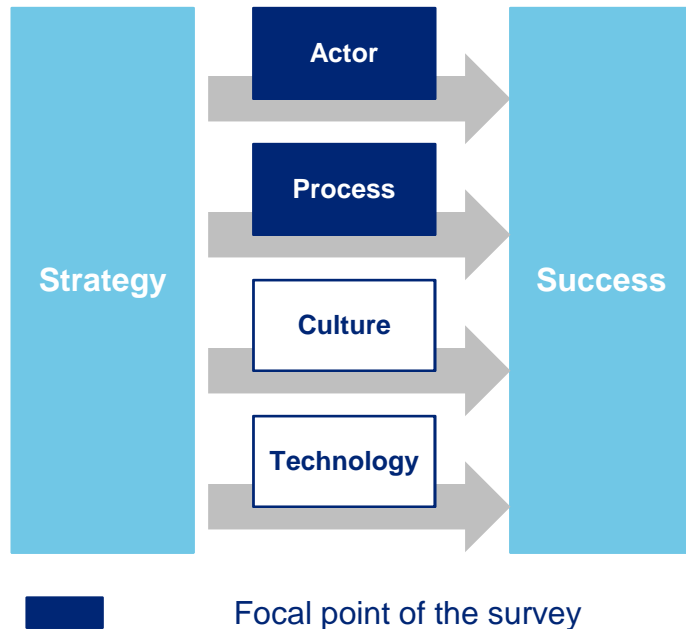 Actor
Process
Strategy
Success
Culture
Technology
Focal point of the survey